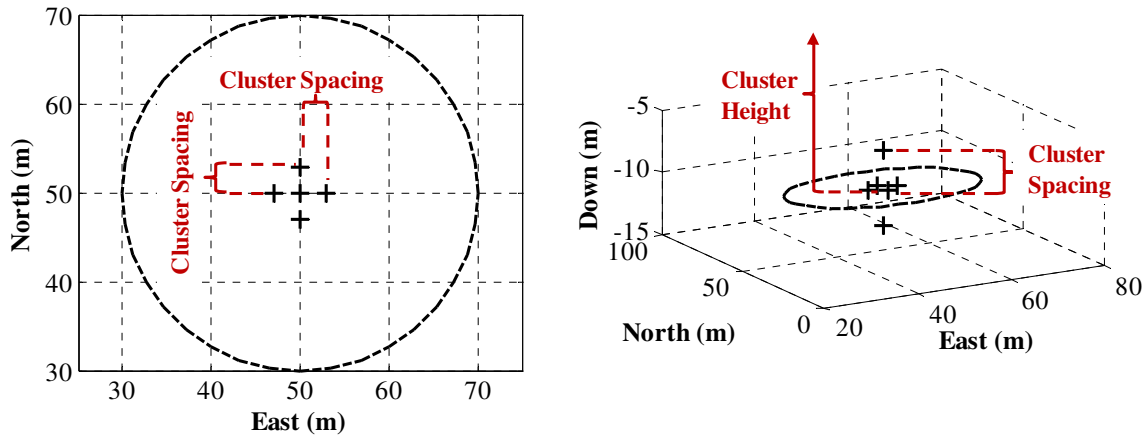 70
60
50
40
30
North (m)
30
40
50
60
70
East (m)
Cluster Spacing
Cluster Spacing
Cluster
Height
Cluster
Spacing
-5
-10
-15
Down (m)
100
50
0
North (m)
20
40
60
80
East (m)